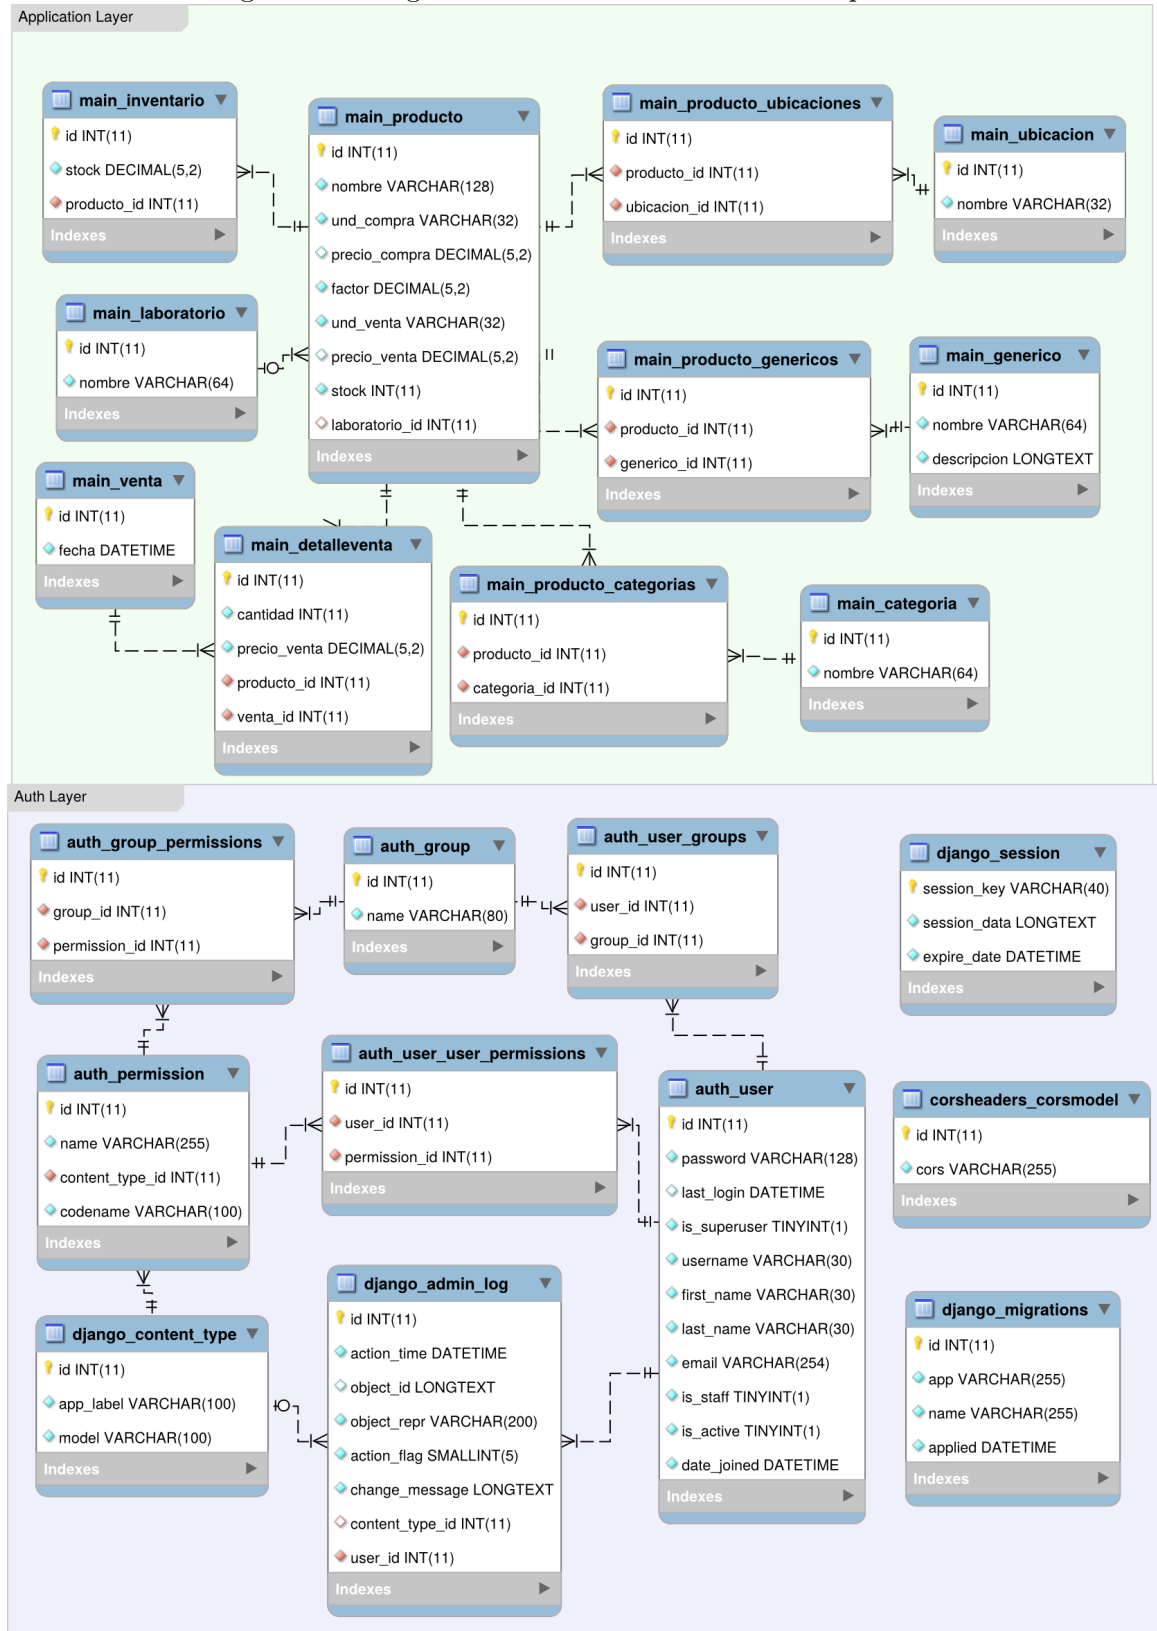 Application Layer
main_inventario
id INT(11)
stock DECIMAL(5,2)
producto_id INT(11)
Indexes
main_producto
id INT(11)
nombre VARCHAR(128)
und_compra VARCHAR(32)
precio_compra DECIMAL(5,2)
factor DECIMAL(5,2)
und_venta VARCHAR(32)
precio_venta DECIMAL(5,2)
stock INT(11)
laboratorio_id INT(11)
Indexes
main_producto_ubicaciones
id INT(11)
producto_id INT(11)
ubicacion_id INT(11)
Indexes
main_ubicacion
id INT(11)
nombre VARCHAR(32)
Indexes
main_laboratorio
id INT(11)
nombre VARCHAR(64)
Indexes
main_producto_genericos
id INT(11)
producto_id INT(11)
generico_id INT(11)
Indexes
main_generico
id INT(11)
nombre VARCHAR(64)
descripcion LONGTEXT
Indexes
main_venta
id INT(11)
fecha DATETIME
Indexes
main_detalleventa
id INT(11)
cantidad INT(11)
precio_venta DECIMAL(5,2)
producto_id INT(11)
venta_id INT(11)
Indexes
main_producto_categorias
id INT(11)
producto_id INT(11)
categoria_id INT(11)
Indexes
main_categoria
id INT(11)
nombre VARCHAR(64)
Indexes
Auth Layer
auth_group_permissions
id INT(11)
group_id INT(11)
permission_id INT(11)
Indexes
auth_group
id INT(11)
name VARCHAR(80)
Indexes
auth_user_groups
id INT(11)
user_id INT(11)
group_id INT(11)
Indexes
django_session
session_key VARCHAR(40)
session_data LONGTEXT
expire_date DATETIME
Indexes
auth_permission
id INT(11)
name VARCHAR(255)
content_type_id INT(11)
codename VARCHAR(100)
Indexes
auth_user_user_permissions
id INT(11)
user_id INT(11)
permission_id INT(11)
Indexes
auth_user
id INT(11)
password VARCHAR(128)
last_login DATETIME
is_superuser TINYINT(1)
username VARCHAR(30)
first_name VARCHAR(30)
last_name VARCHAR(30)
email VARCHAR(254)
is_staff TINYINT(1)
is_active TINYINT(1)
date_joined DATETIME
Indexes
corsheaders_corsmodel
id INT(11)
cors VARCHAR(255)
Indexes
django_content_type
id INT(11)
app_label VARCHAR(100)
model VARCHAR(100)
Indexes
django_admin_log
id INT(11)
action_time DATETIME
object_id LONGTEXT
object_repr VARCHAR(200)
action_flag SMALLINT(5)
change_message LONGTEXT
content_type_id INT(11)
user_id INT(11)
Indexes
django_migrations
id INT(11)
app VARCHAR(255)
name VARCHAR(255)
applied DATETIME
Indexes